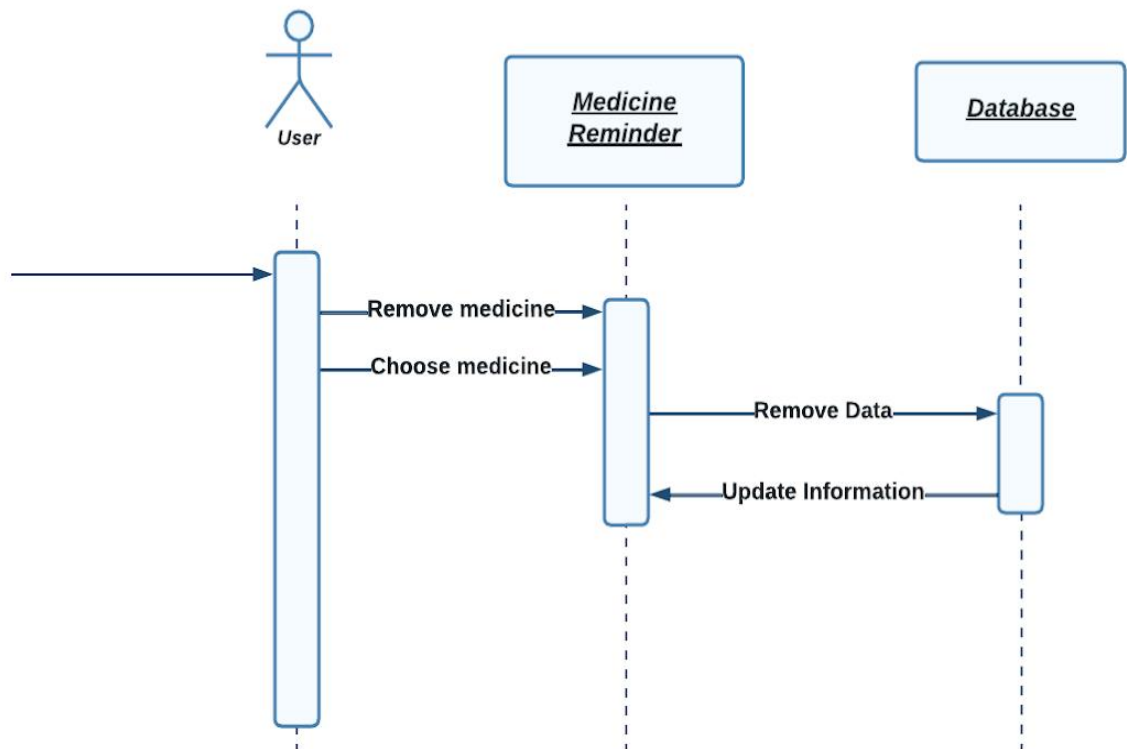 Medicine
Reminder
Database
User
Remove medicine
Choose medicine
Remove Data
Update Information